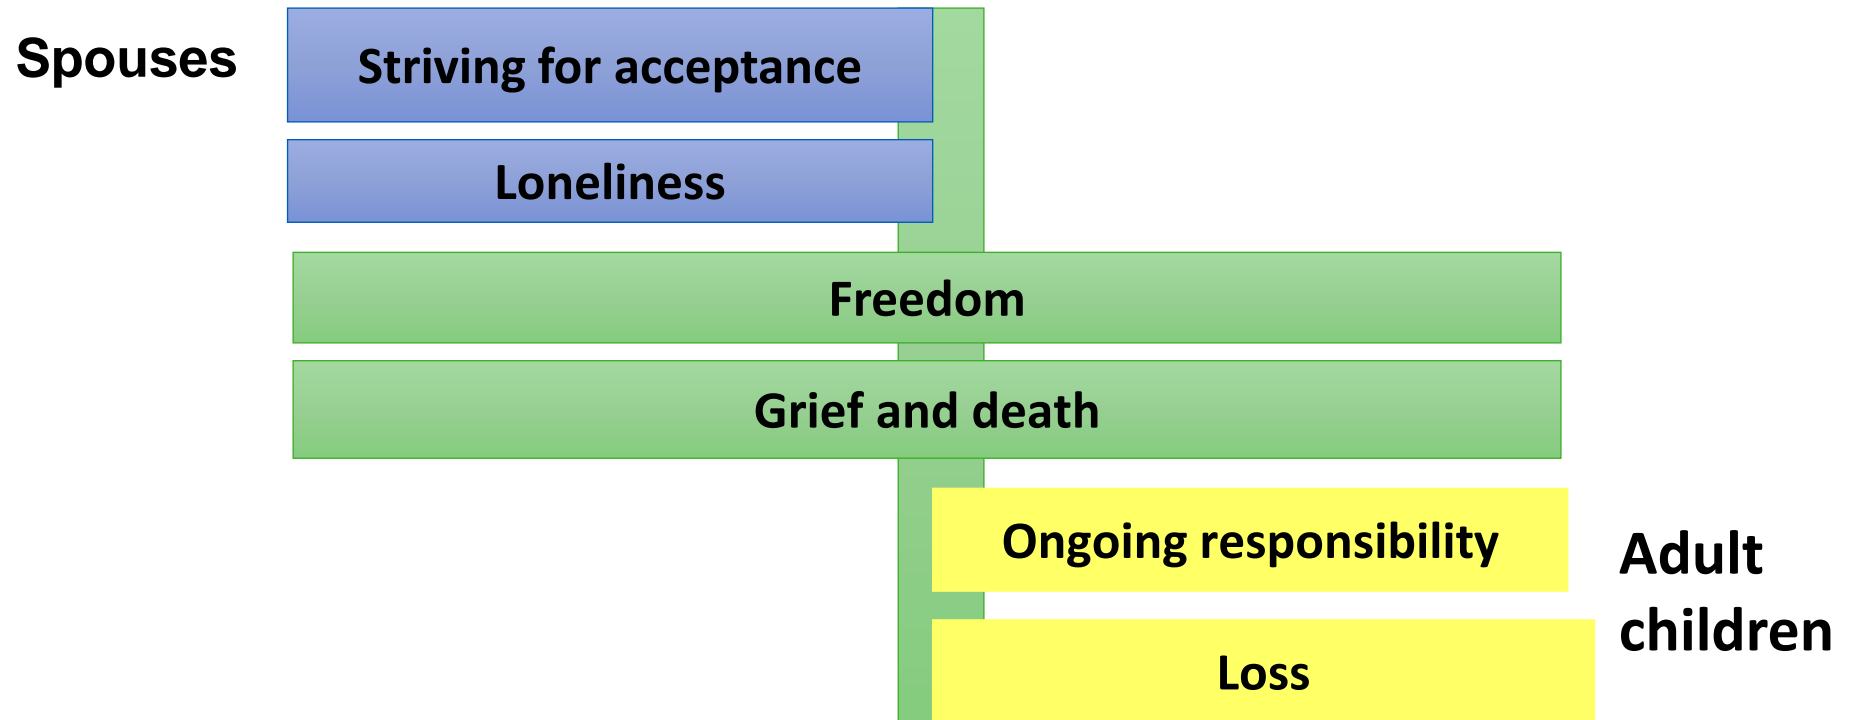 Spouses
Striving for acceptance
Loneliness
Freedom
Grief and death
Ongoing responsibility
Adult
children
Loss